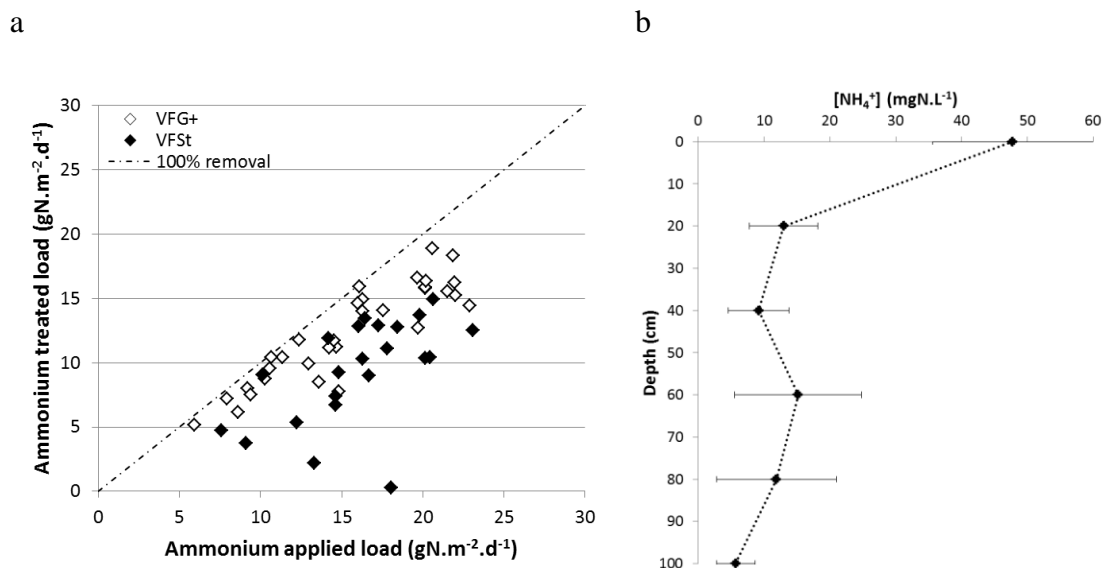 a
b
VFG+
VFSt
100% removal
30
25
20
15
10
5
0
0 5 10 15 20 25 30
Ammonium treated load (gN.m⁻².d⁻¹)
Ammonium applied load (gN.m⁻².d⁻¹)
[NH₄⁺] (mgN.L⁻¹)
0 10 20 30 40 50 60
0
10
20
30
40
50
60
70
80
90
100
Depth (cm)